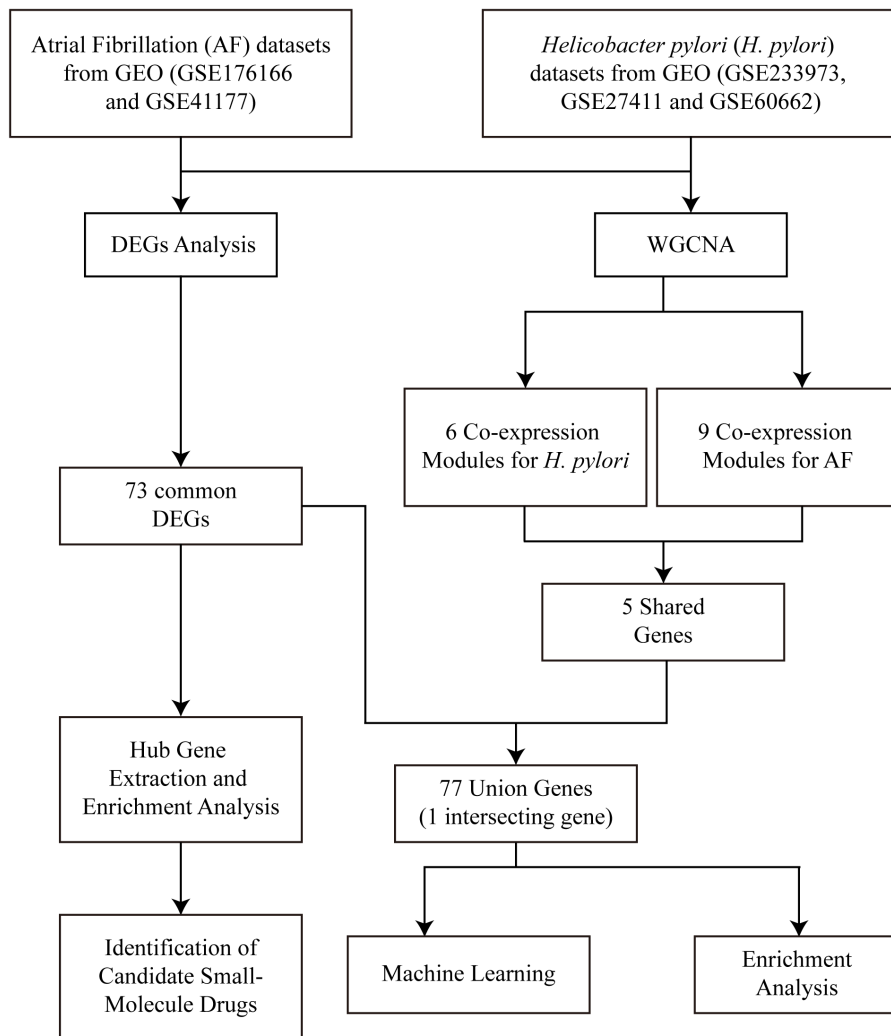 Atrial Fibrillation (AF) datasets
from GEO (GSE176166
and GSE41177)
Helicobacter pylori (H. pylori)
datasets from GEO (GSE233973,
GSE27411 and GSE60662)
DEGs Analysis
WGCNA
6 Co-expression
Modules for H. pylori
9 Co-expression
Modules for AF
73 common
DEGs
5 Shared
Genes
Hub Gene
Extraction and
Enrichment Analysis
77 Union Genes
(1 intersecting gene)
Identification of
Candidate Small-
Molecule Drugs
Machine Learning
Enrichment
Analysis